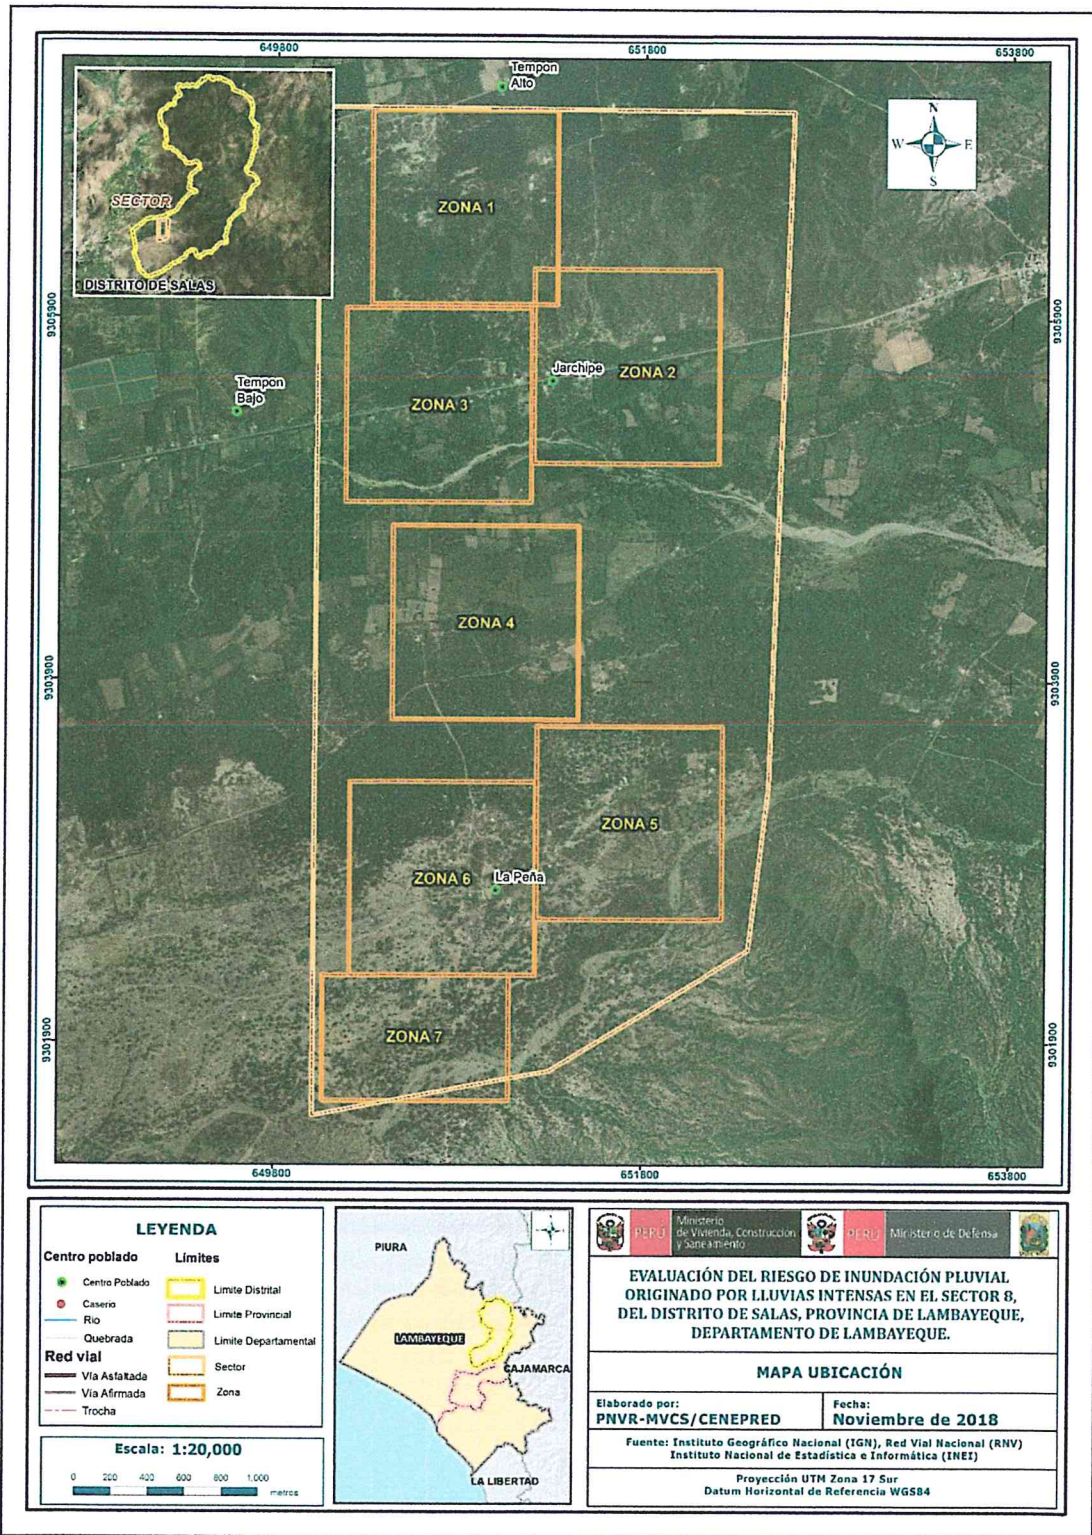 649800
651800
653800
Tempon
Alto
N
W
E
S
SECTOR
DISTRITO DE SALAS
ZONA 1
9305900
9305900
Tempon
Bajo
Jarchipe
ZONA 2
ZONA 3
ZONA 4
9303900
9303900
ZONA 5
ZONA 6
La Peña
ZONA 7
9301900
9301900
649800
651800
653800
LEYENDA
Centro poblado
Centro Poblado
Caserio
Rio
Quebrada
Red vial
Vía Asfaltada
Vía Afirmada
Trocha
Límites
Limite Distrital
Limite Provincial
Limite Departamental
Sector
Zona
Escala: 1:20,000
0 200 400 600 800 1,000
metros
PIURA
LAMBAYEQUE
CAJAMARCA
LA LIBERTAD
PERÚ
Ministerio
de Vivienda, Construcción
y Saneamiento
PERÚ
Ministerio de Defensa
EVALUACIÓN DEL RIESGO DE INUNDACIÓN PLUVIAL
ORIGINADO POR LLUVIAS INTENSAS EN EL SECTOR 8,
DEL DISTRITO DE SALAS, PROVINCIA DE LAMBAYEQUE,
DEPARTAMENTO DE LAMBAYEQUE.
MAPA UBICACIÓN
Elaborado por:
PNVR-MVCS/CENEPRED
Fecha:
Noviembre de 2018
Fuente: Instituto Geográfico Nacional (IGN), Red Vial Nacional (RNV)
Instituto Nacional de Estadística e Informática (INEI)
Proyección UTM Zona 17 Sur
Datum Horizontal de Referencia WGS84